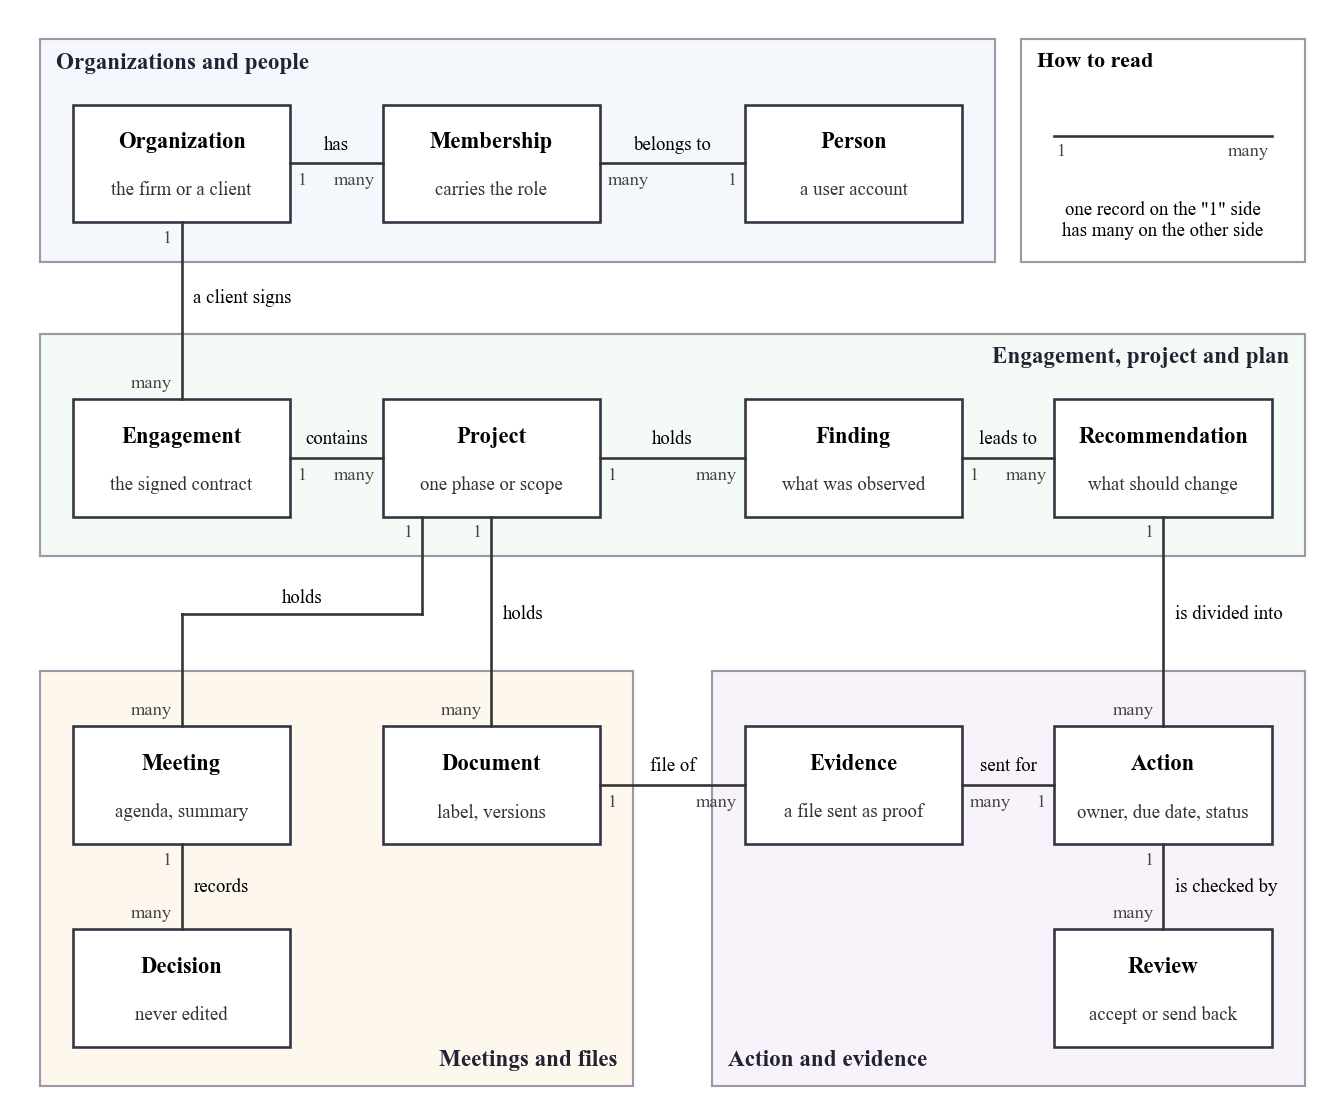 Organizations and people
How to read
Organization
the firm or a client
has
1 many
Membership
carries the role
belongs to
many 1
Person
a user account
1 many
one record on the "1" side
has many on the other side
1
a client signs
many
Engagement, project and plan
Engagement
the signed contract
contains
1 many
Project
one phase or scope
holds
1 many
Finding
what was observed
leads to
1 many
Recommendation
what should change
1
1
1
holds
holds
is divided into
many
many
many
Meeting
agenda, summary
Document
label, versions
file of
1 many
Evidence
a file sent as proof
sent for
many 1
Action
owner, due date, status
1
records
many
1
is checked by
many
Decision
never edited
Review
accept or send back
Meetings and files
Action and evidence